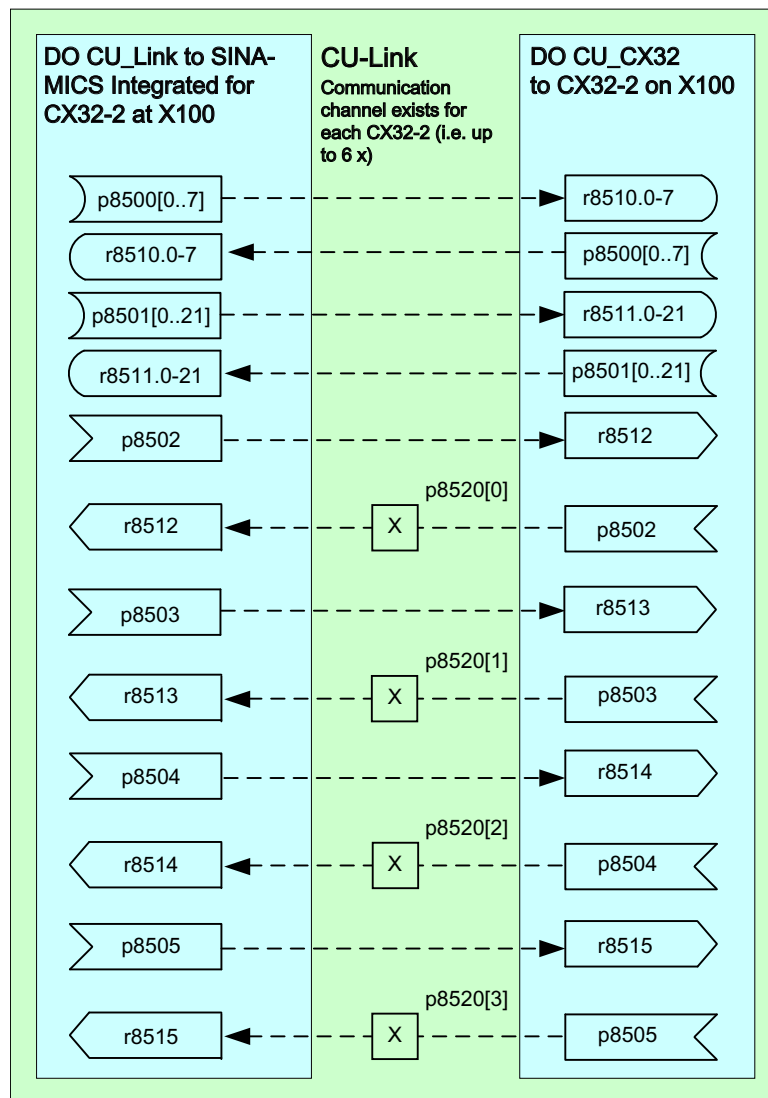 DO CU_Link to SINA-
MICS Integrated for
CX32-2 at X100
CU-Link
Communication
channel exists for
each CX32-2 (i.e. up
to 6 x)
DO CU_CX32
to CX32-2 on X100
p8500[0..7]
r8510.0-7
r8510.0-7
p8500[0..7]
p8501[0..21]
r8511.0-21
r8511.0-21
p8501[0..21]
p8502
r8512
p8520[0]
r8512
X
p8502
p8503
r8513
p8520[1]
r8513
X
p8503
p8504
r8514
p8520[2]
r8514
X
p8504
p8505
r8515
p8520[3]
r8515
X
p8505